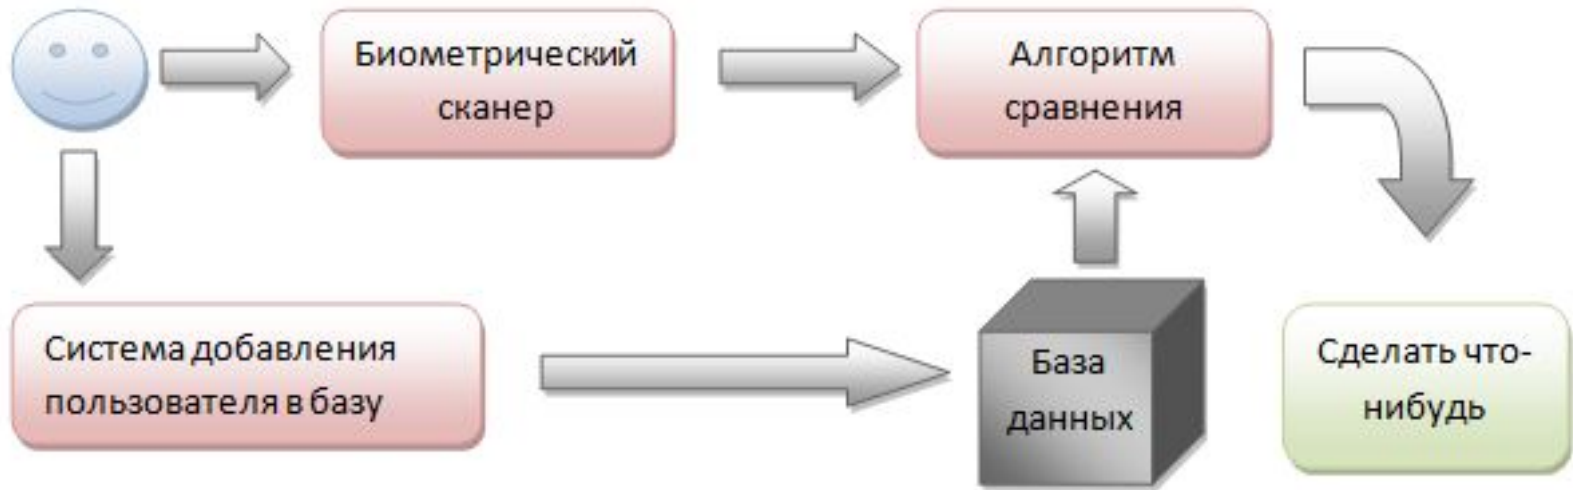 Биометрический
сканер
Алгоритм
сравнения
Система добавления
пользователя в базу
База
данных
Сделать что-
нибудь